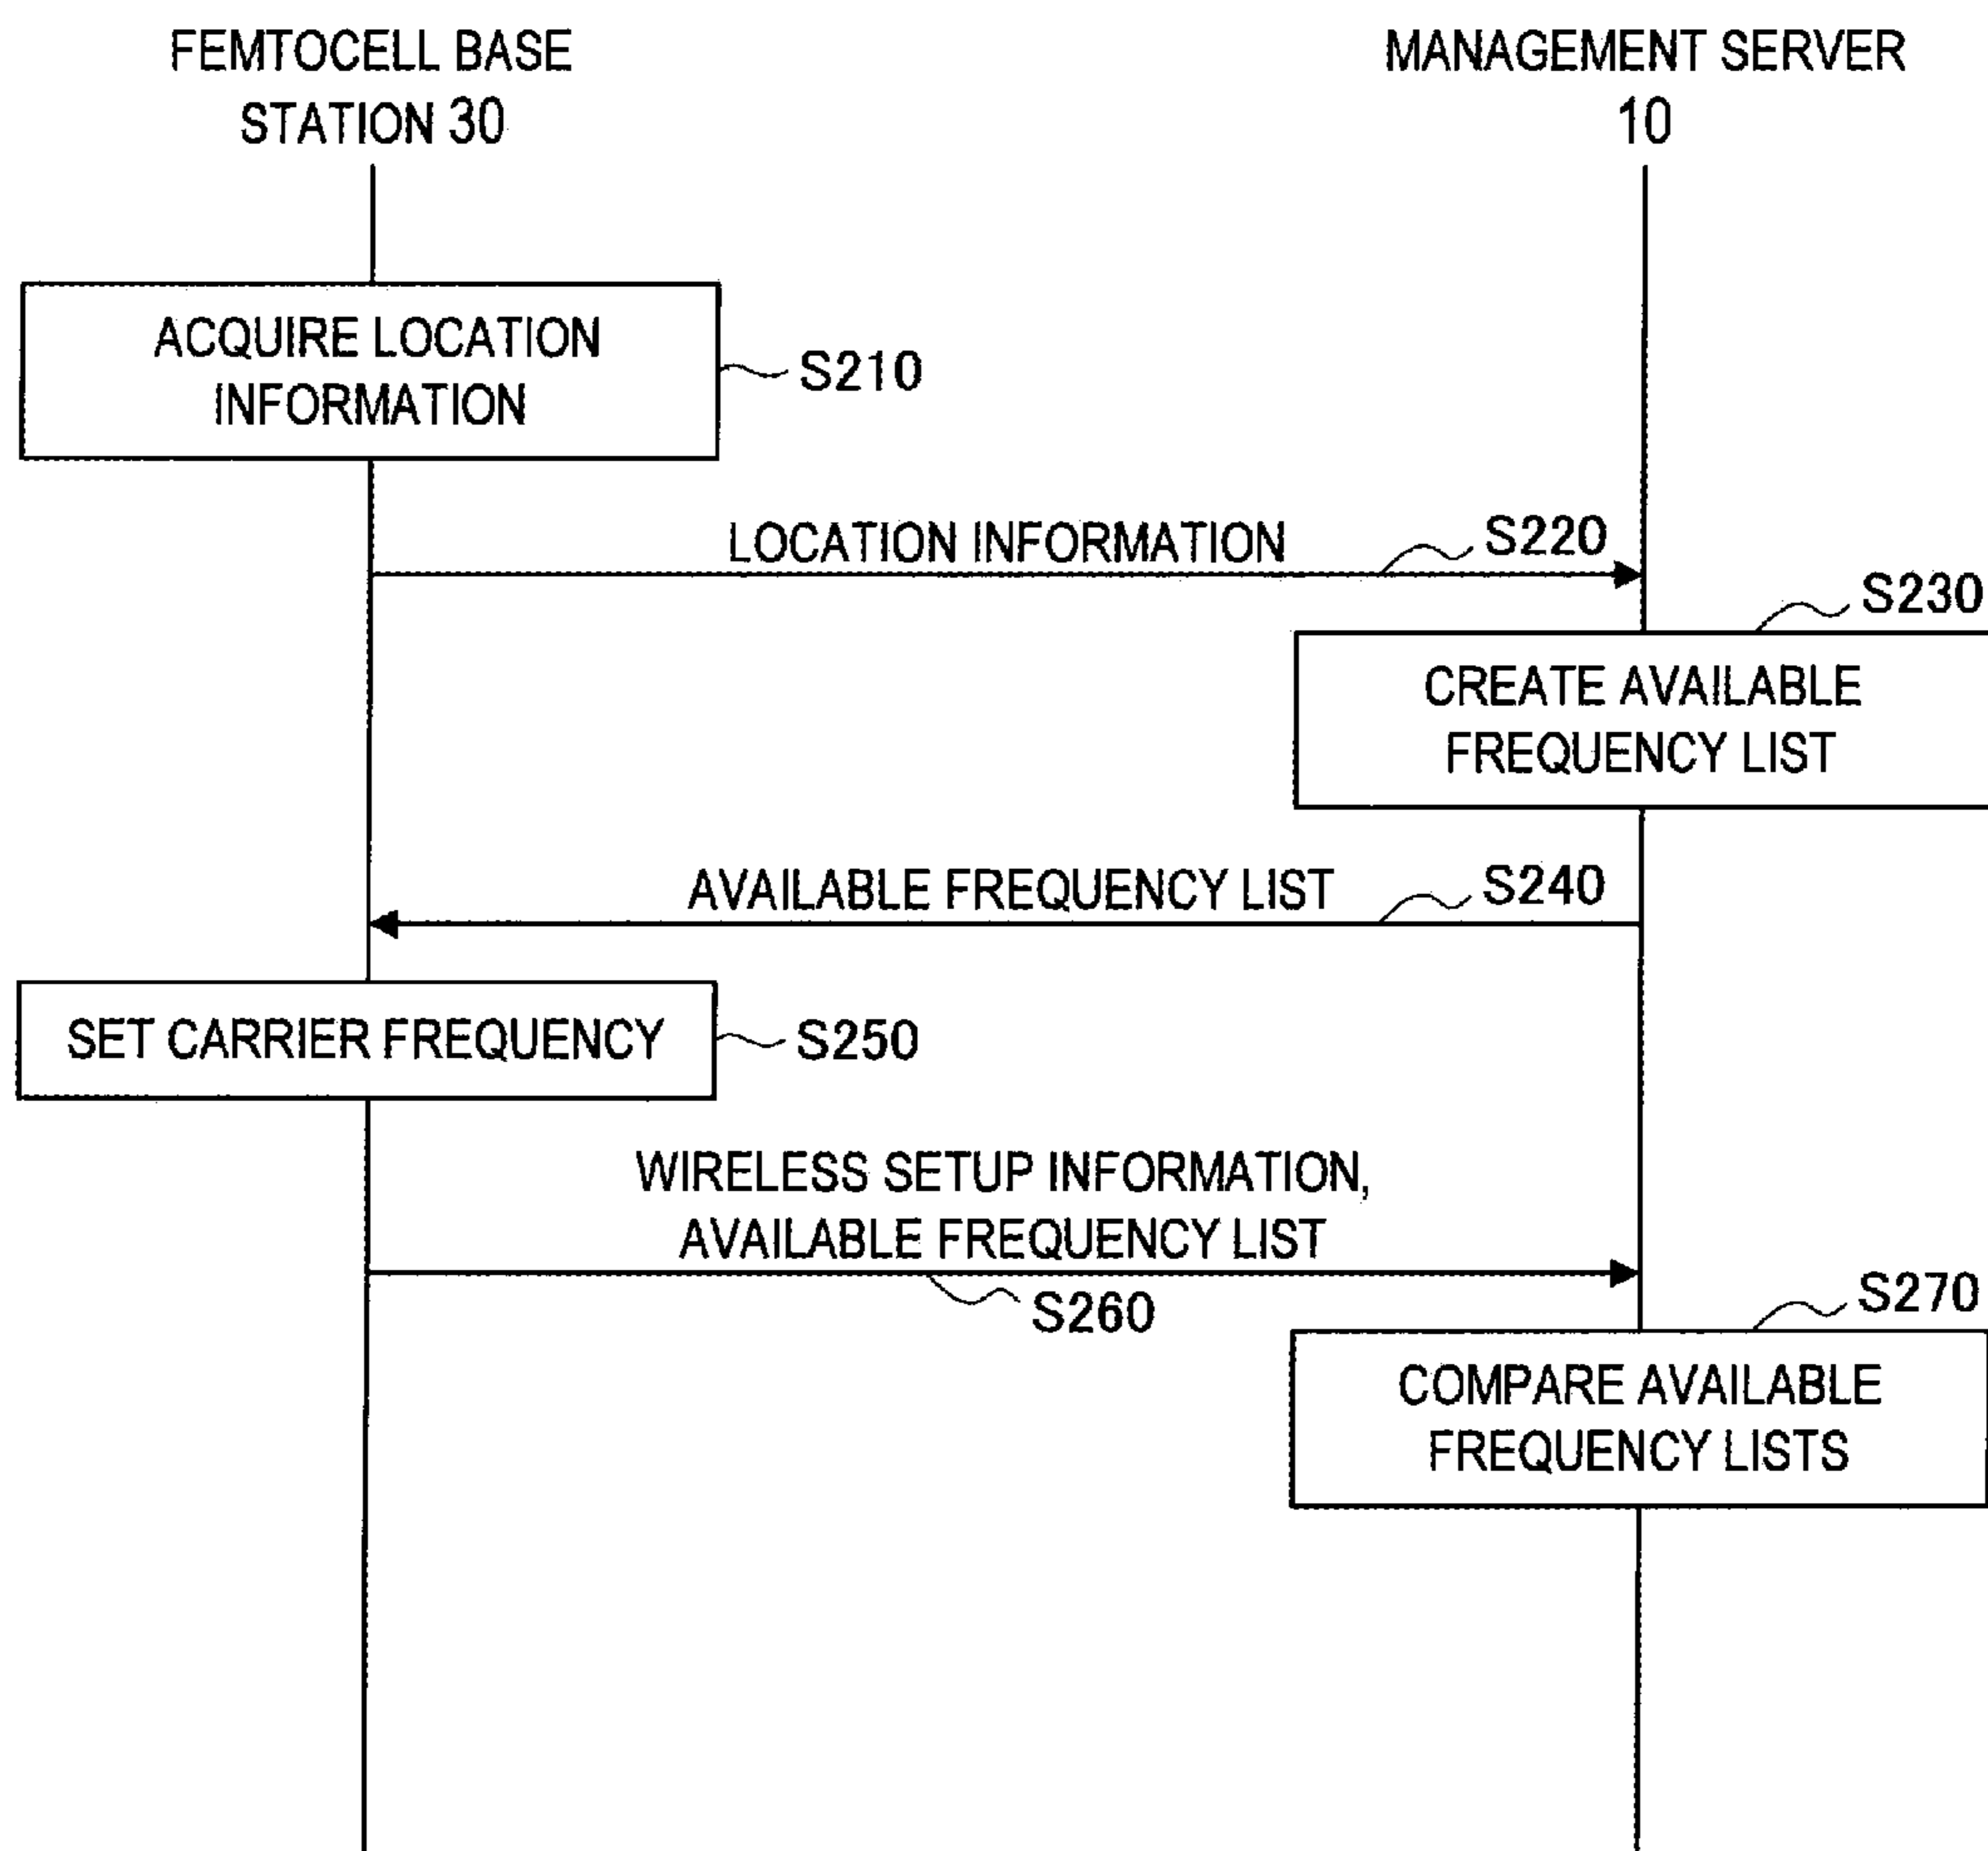 FEMTOCELL BASE
STATION 30
MANAGEMENT SERVER
10
ACQUIRE LOCATION
INFORMATION
S210
LOCATION INFORMATION
S220
S230
CREATE AVAILABLE
FREQUENCY LIST
AVAILABLE FREQUENCY LIST
S240
SET CARRIER FREQUENCY
S250
WIRELESS SETUP INFORMATION,
AVAILABLE FREQUENCY LIST
S260
S270
COMPARE AVAILABLE
FREQUENCY LISTS